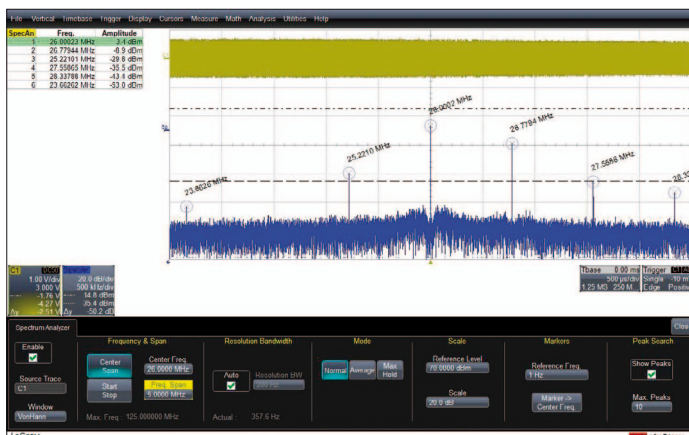 File Vertical Timebase Trigger Display Cursors Measure Math Analysis Utilities Help
SpecAn Freq. Amplitude
1 26.00023 MHz 3.4 dBm
2 26.77944 MHz -8.9 dBm
3 25.22101 MHz -29.8 dBm
4 27.55865 MHz -35.5 dBm
5 28.33788 MHz -43.4 dBm
6 23.66262 MHz -53.0 dBm
26.0002 MHz
26.7794 MHz
25.2210 MHz
27.5586 MHz
23.6626 MHz
C1
1.00 V/div 20.0 dB/div
3.000 V 500 kHz/div
-1.76 V 14.8 dBm
-4.27 V 35.4 dBm
Δy -2.51 V Δy -50.2 dB
Tbase 0.00 ms Trigger
500 µs/div Single -10 m
1.25 MS 250 M Edge Positiv
Spectrum Analyzer Clos
Frequency & Span Resolution Bandwidth Mode Scale Markers Peak Search
Enable
Center Span Center Freq. 26.0000 MHz
Auto Resolution BW 200 Hz
Normal Average Max Hold
Reference Level 70.0000 dBm
Reference Freq. 1 Hz
Show Peaks
Source Trace
C1
Start Stop Freq. Span 5.0000 MHz
Scale 20.0 dB
Marker -> Center Freq.
Max. Peaks 10
Window
VonHann
Max. Freq : 125.000000 MHz
Actual : 357.6 Hz